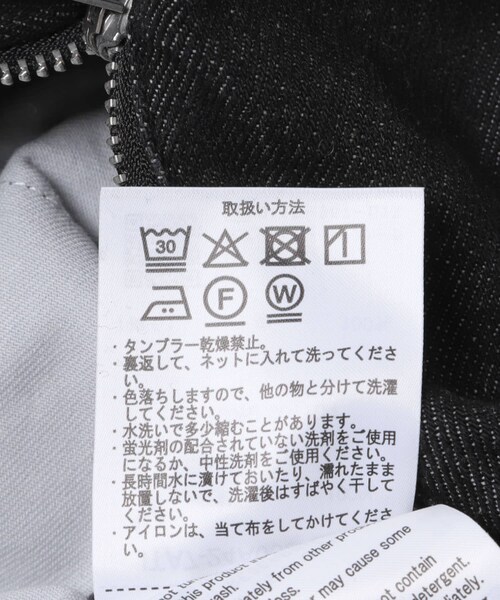 取扱い方法
30
F W
・タンブラー乾燥禁止。
・裏返して、ネットに入れて洗ってくださ
い。
・色落ちしますので、他の物と分けて洗濯
してください。
・水洗いで多少縮むことがあります。
・蛍光剤の配合されていない洗剤をご使用
になるか、中性洗剤をご使用ください。
・長時間水に漬けておいたり、濡れたまま
放置しないで、洗濯後はすばやく干して
ください。
・アイロンは、当て布をしてかけてくださ
い。
this product
ately from other produ
wash.
r may cause some
not contain
detergent.